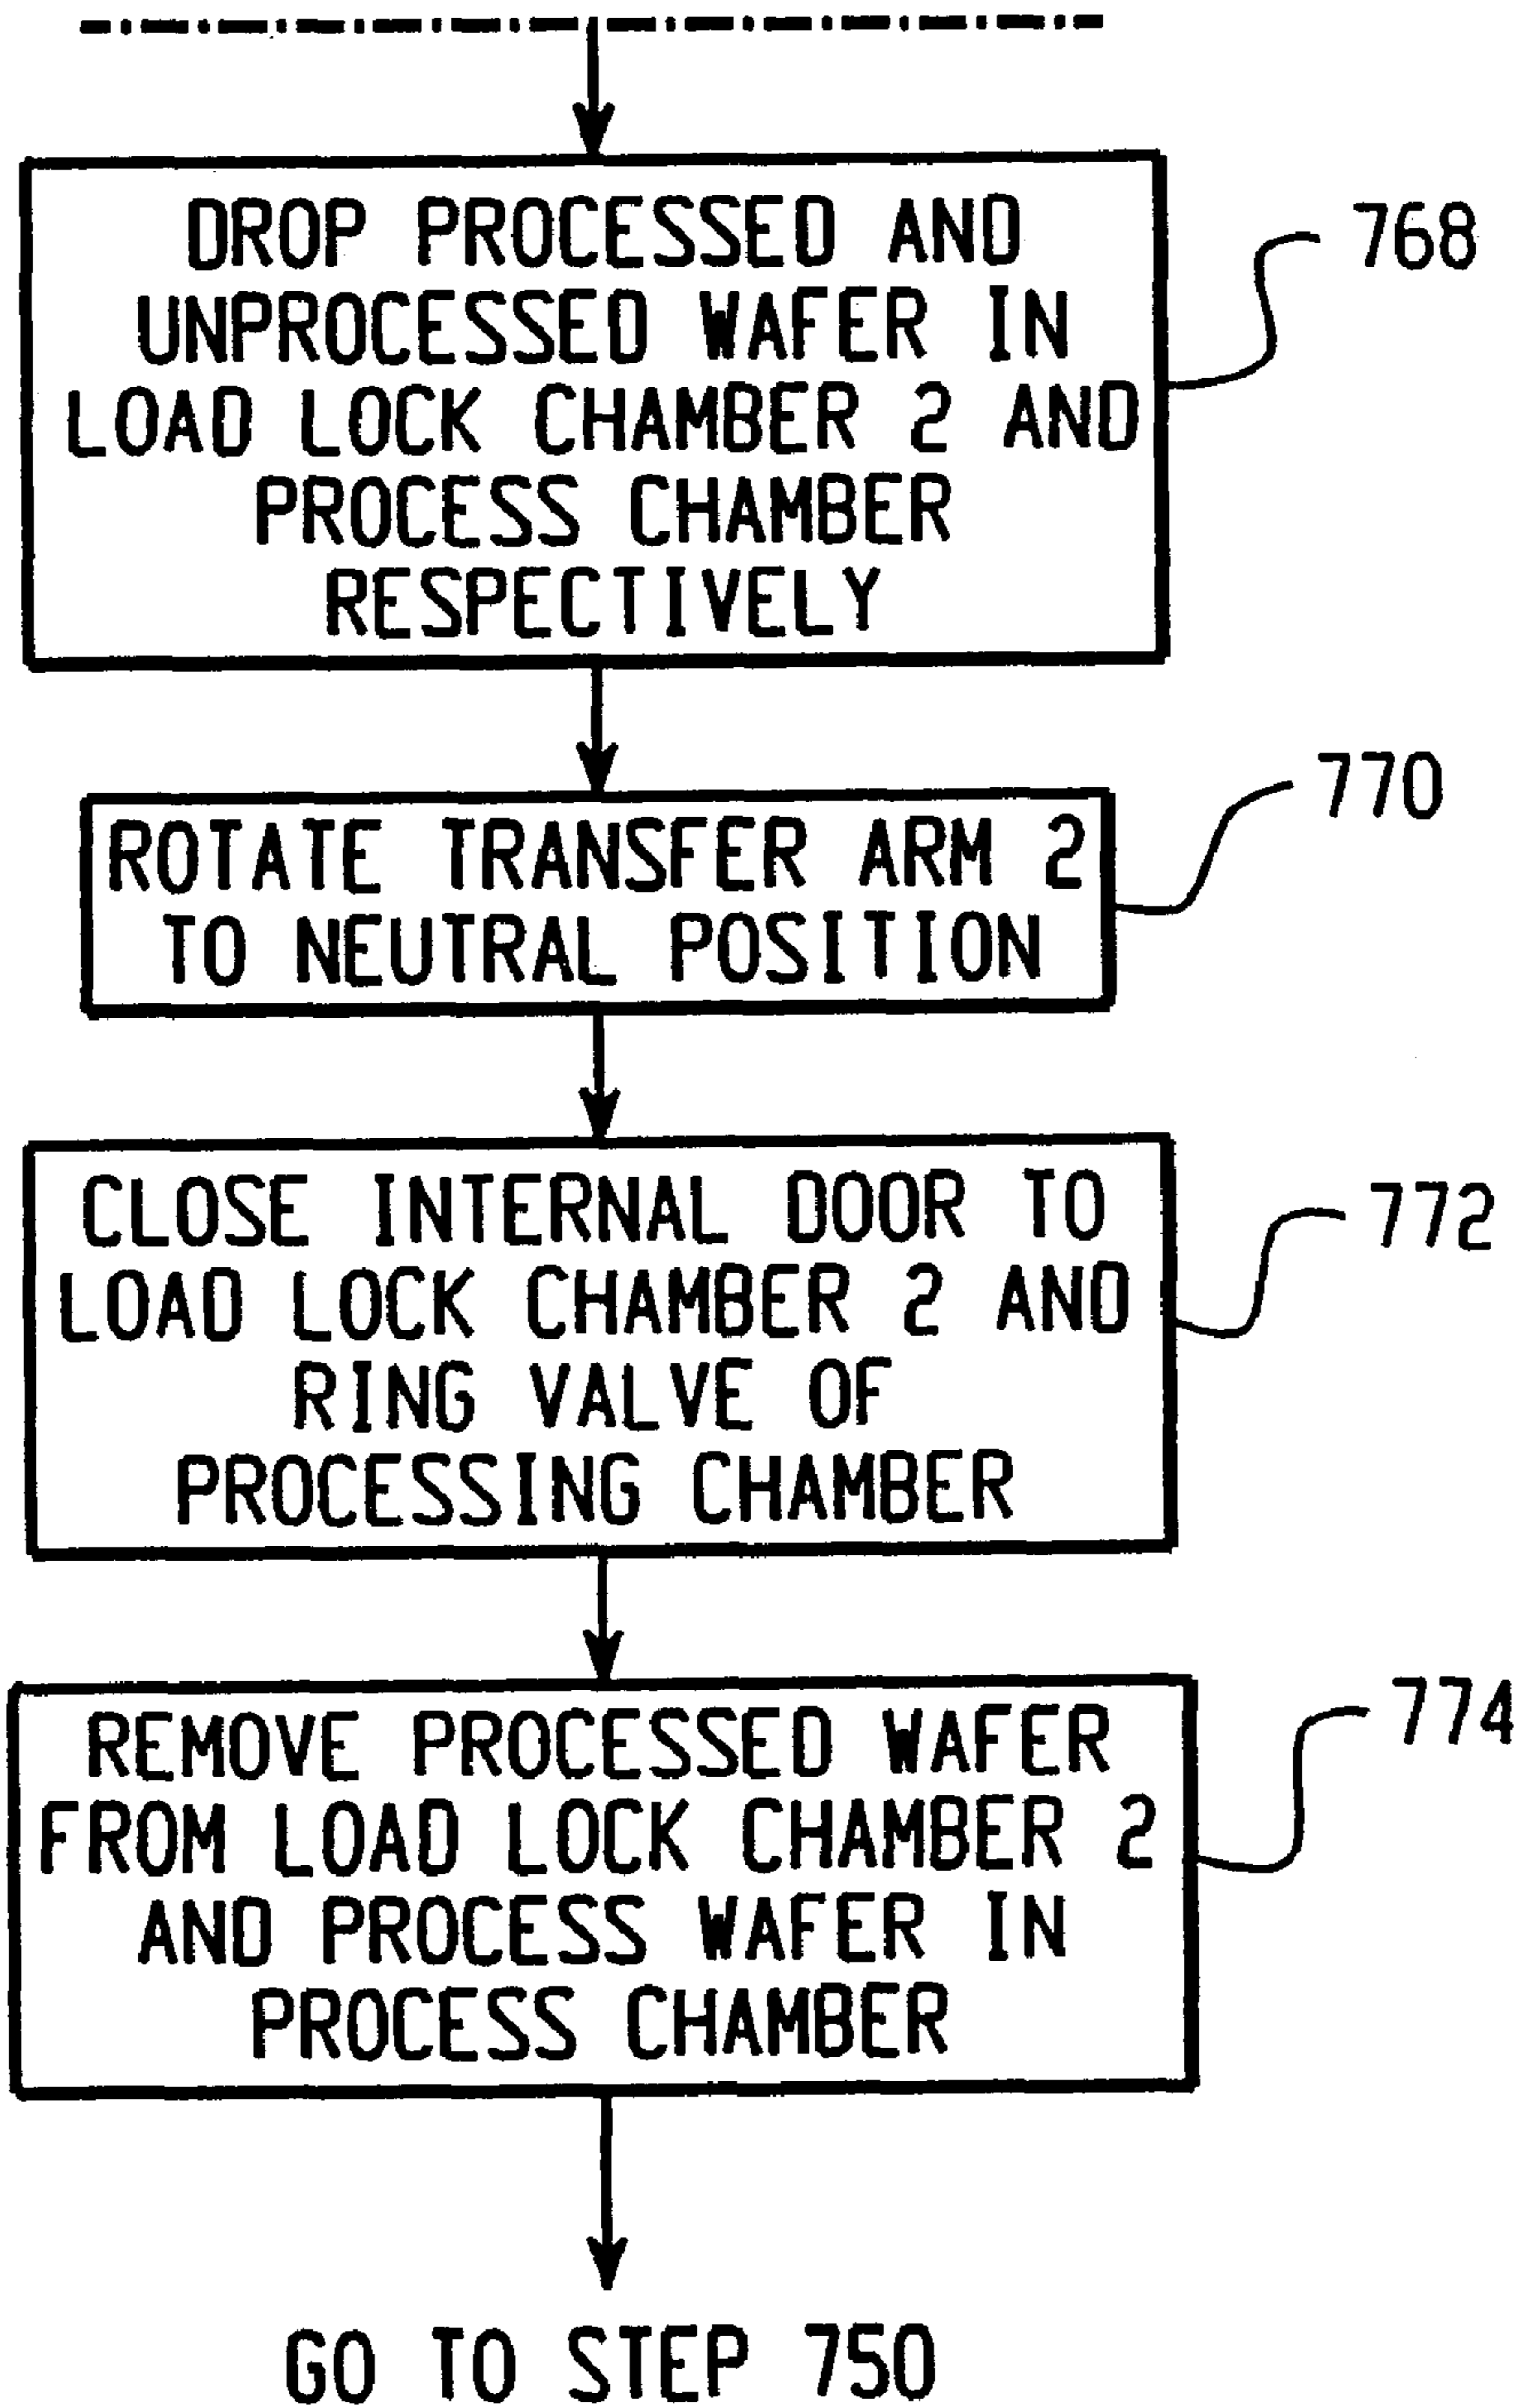 DROP PROCESSED AND
UNPROCESSED WAFER IN
LOAD LOCK CHAMBER 2 AND
PROCESS CHAMBER
RESPECTIVELY
768
ROTATE TRANSFER ARM 2
TO NEUTRAL POSITION
770
CLOSE INTERNAL DOOR TO
LOAD LOCK CHAMBER 2 AND
RING VALVE OF
PROCESSING CHAMBER
772
REMOVE PROCESSED WAFER
FROM LOAD LOCK CHAMBER 2
AND PROCESS WAFER IN
PROCESS CHAMBER
774
GO TO STEP 750